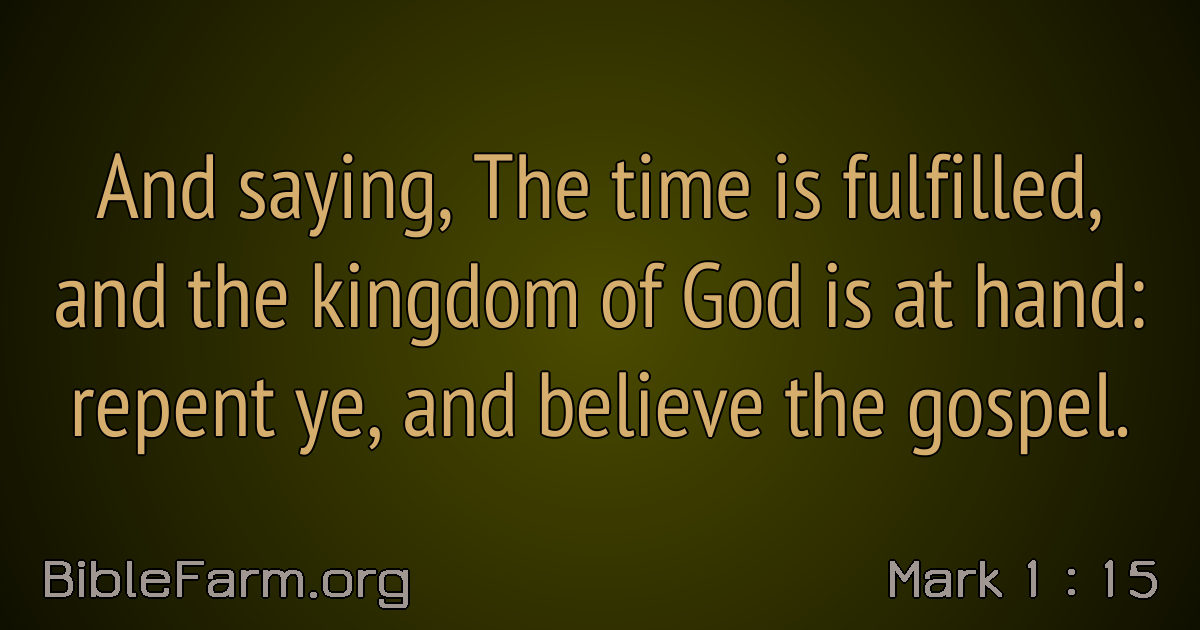 And saying, The time is fulfilled,
and the kingdom of God is at hand:
repent ye, and believe the gospel.
BibleFarm.org
Mark 1 : 15